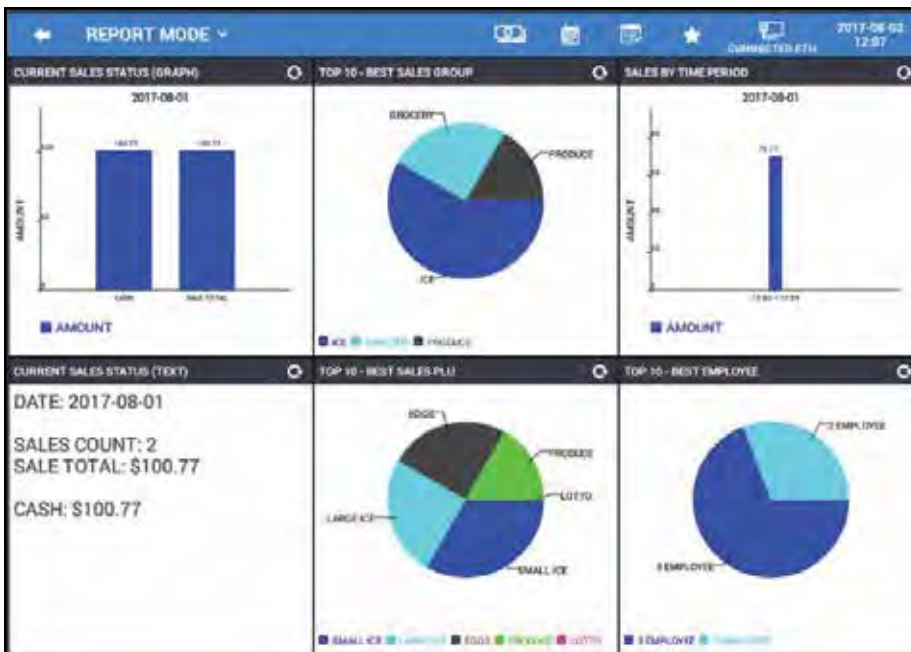 REPORT MODE
CONNECTED ETH
2017-08-02
12:07
CURRENT SALES STATUS (GRAPH)
2017-08-01
AMOUNT
CASH
SALE TOTAL
AMOUNT
TOP 10 - BEST SALES GROUP
GROCERY
PRODUCE
ICE
ICE
PRODUCE
SALES BY TIME PERIOD
2017-08-01
AMOUNT
AMOUNT
CURRENT SALES STATUS (TEXT)
DATE: 2017-08-01
SALES COUNT: 2
SALE TOTAL: $100.77
CASH: $100.77
TOP 10 - BEST SALES PLU
EGGS
PRODUCE
LOTTO
LARGE ICE
SMALL ICE
SMALL ICE
EGGS
PRODUCE
LOTTO
TOP 10 - BEST EMPLOYEE
2 EMPLOYEE